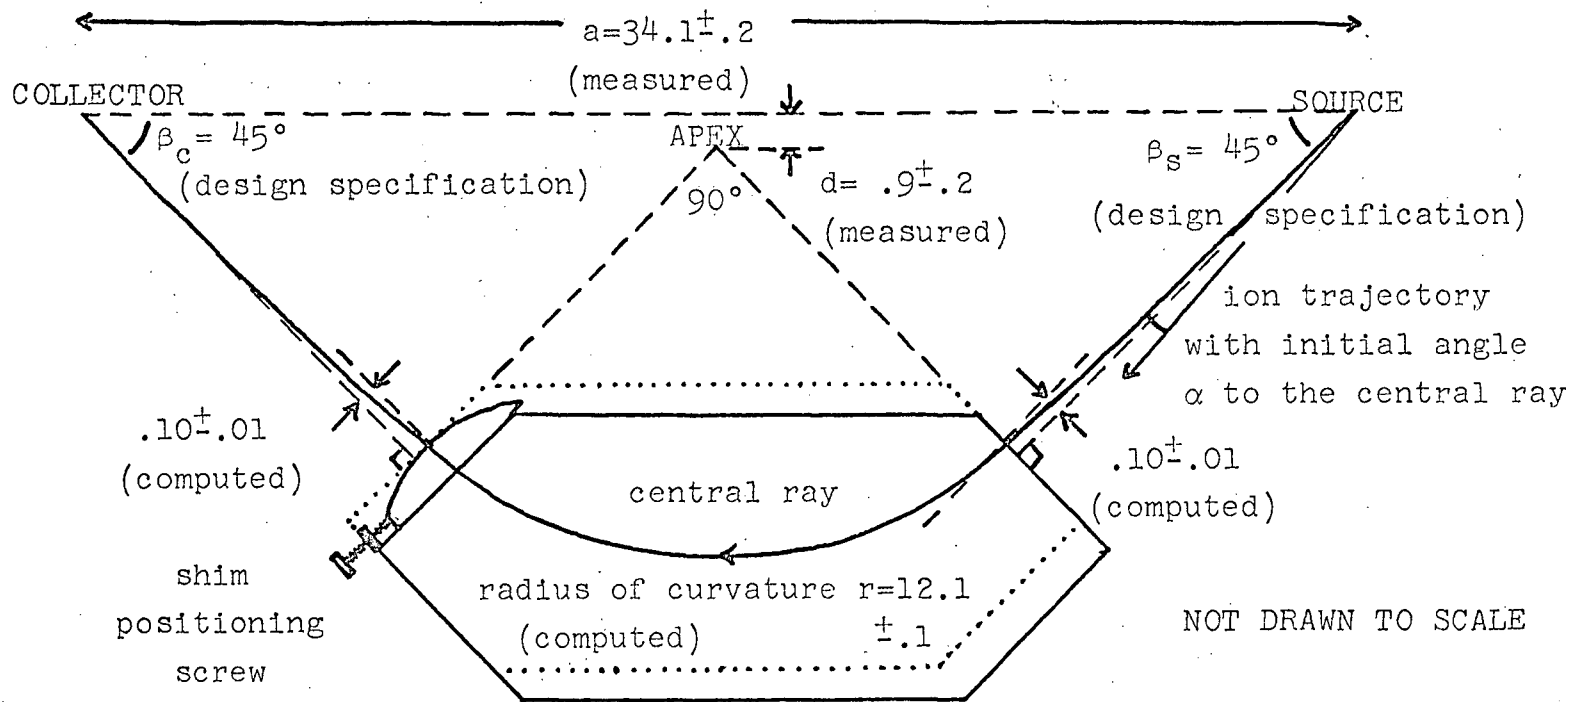 a=34.1±.2
(measured)
COLLECTOR
SOURCE
βc= 45°
(design specification)
APEX
90°
d= .9±.2
(measured)
βS= 45°
(design specification)
ion trajectory
with initial angle
α to the central ray
.10±.01
(computed)
.10±.01
(computed)
central ray
shim
positioning
screw
radius of curvature r=12.1
(computed) ±.1
NOT DRAWN TO SCALE